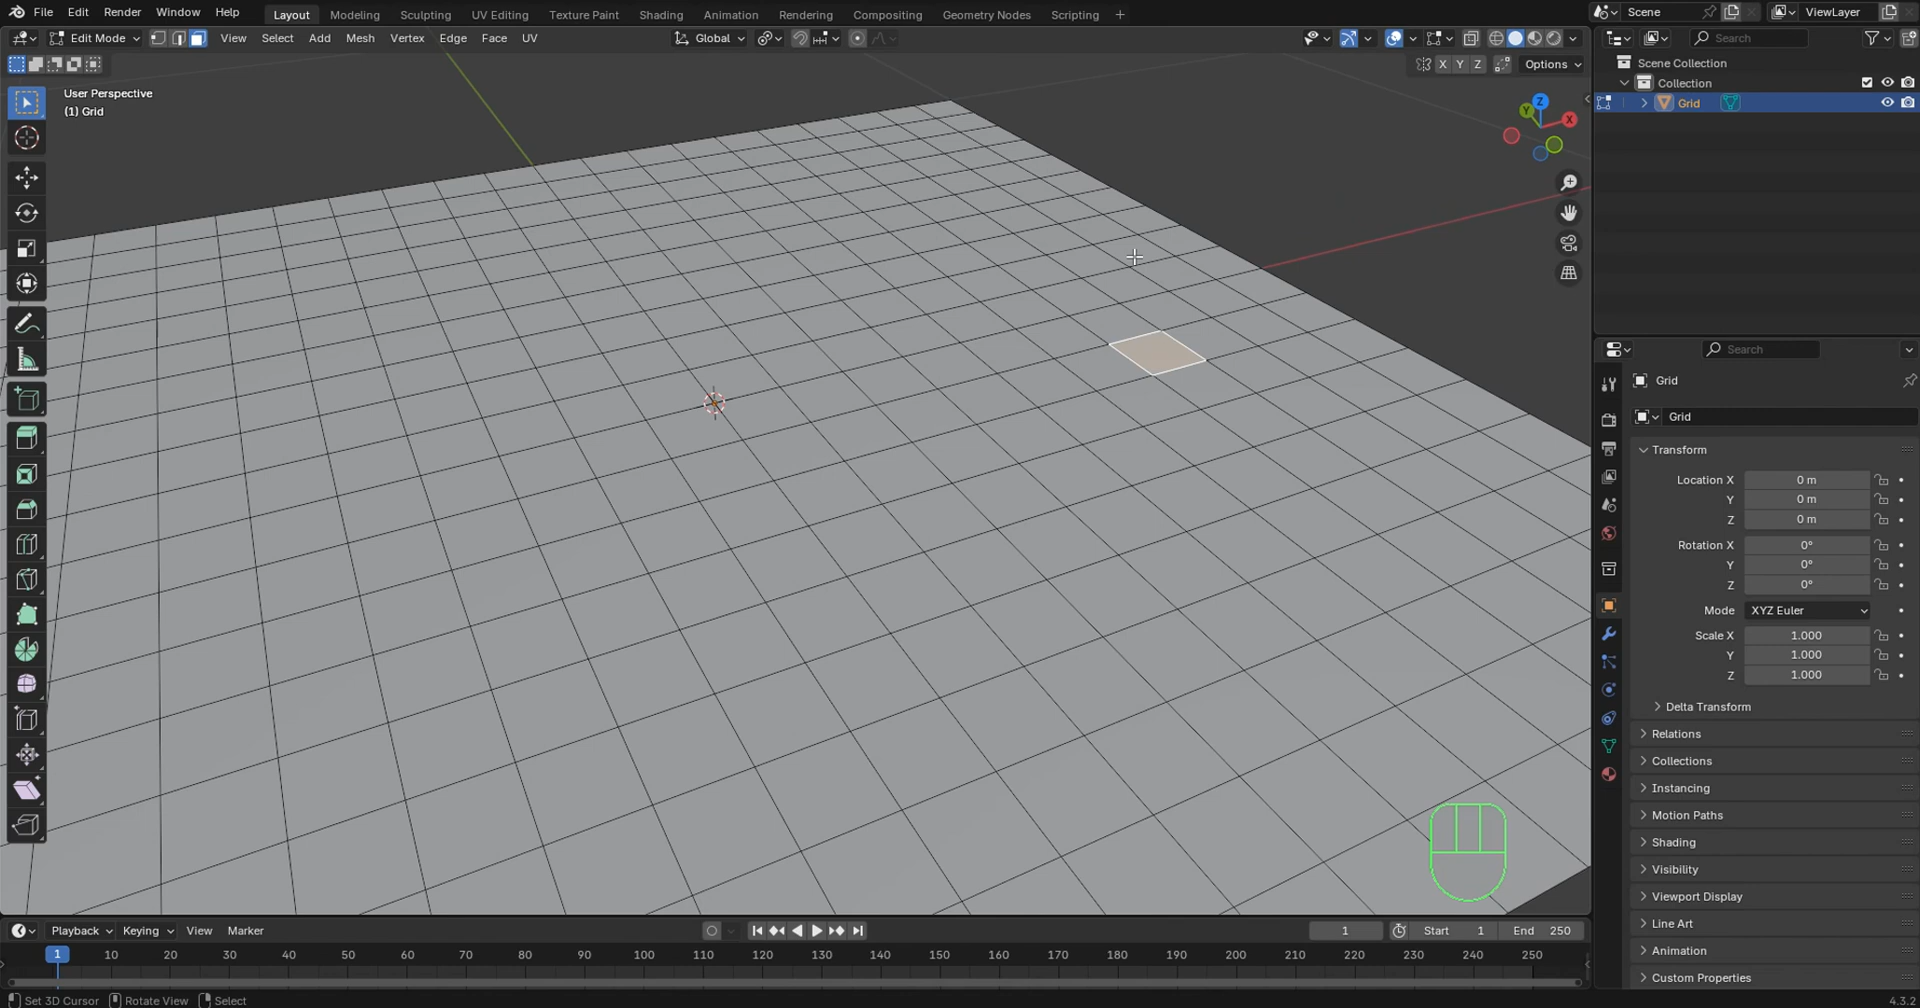 File Edit Render Window Help Layout Modeling Sculpting UV Editing Texture Paint Shading Animation Rendering Compositing Geometry Nodes Scripting + Scene ViewLayer
Edit Mode View Select Add Mesh Vertex Edge Face UV Global Search
X Y Z Options
Scene Collection
Collection
Grid
User Perspective
(1) Grid
Z
Y
X
Search
Grid
Grid
Transform
Location X 0 m
Y 0 m
Z 0 m
Rotation X 0°
Y 0°
Z 0°
Mode XYZ Euler
Scale X 1.000
Y 1.000
Z 1.000
Delta Transform
Relations
Collections
Instancing
Motion Paths
Shading
Visibility
Viewport Display
Line Art
Animation
Custom Properties
Playback Keying View Marker 1 Start 1 End 250
1 10 20 30 40 50 60 70 80 90 100 110 120 130 140 150 160 170 180 190 200 210 220 230 240 250
Set 3D Cursor Rotate View Select 4.3.2